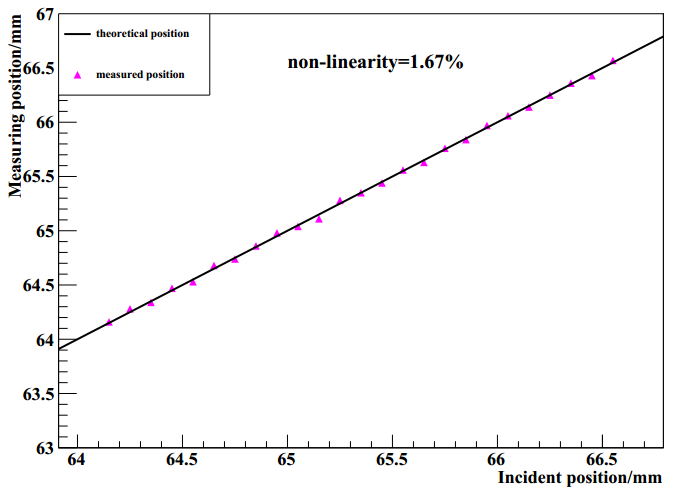 67
theoretical position
measured position
non-linearity=1.67%
66.5
66
65.5
65
64.5
64
63.5
63
Measuring position/mm
64 64.5 65 65.5 66 66.5
Incident position/mm